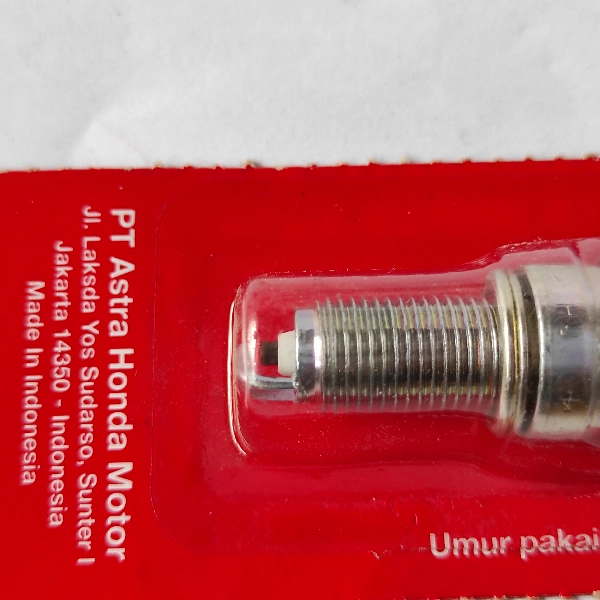 PT Astra Honda Motor
Jl. Laksda Yos Sudarso, Sunter I
Jakarta 14350 - Indonesia
Made In Indonesia
Umur pakai